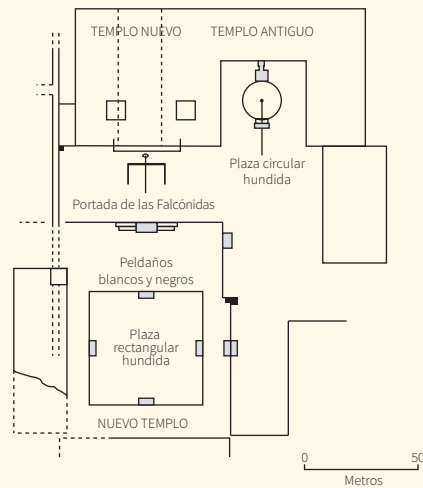 TEMPLO NUEVO
TEMPLO ANTIGUO
Plaza circular
hundida
Portada de las Falcónidas
Peldaños
blancos y negros
Plaza
rectangular
hundida
NUEVO TEMPLO
0
50
Metros